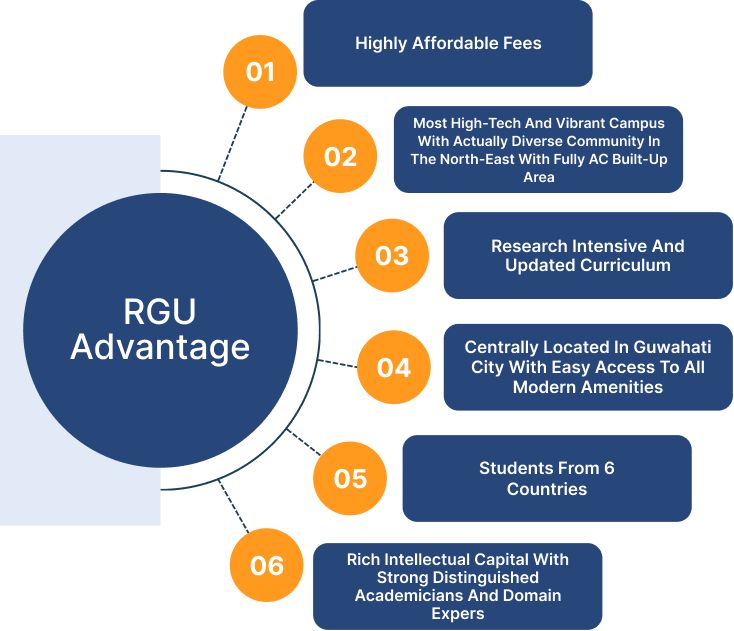 RGU
Advantage
01
Highly Affordable Fees
02
Most High-Tech And Vibrant Campus
With Actually Diverse Community In
The North-East With Fully AC Built-Up
Area
03
Research Intensive And
Updated Curriculum
04
Centrally Located In Guwahati
City With Easy Access To All
Modern Amenities
05
Students From 6
Countries
06
Rich Intellectual Capital With
Strong Distinguished
Academicians And Domain
Expers